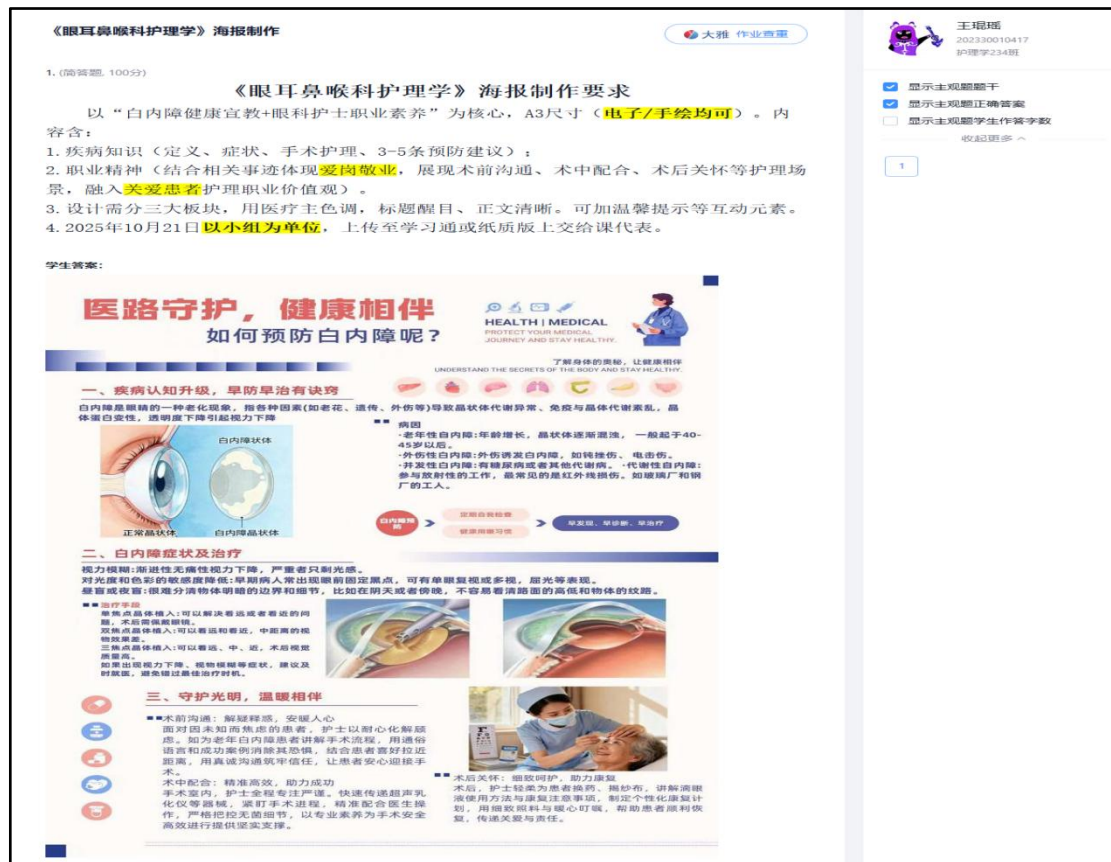 《眼耳鼻喉科护理学》海报制作
大雅 作业查重
1. (简答题, 100分)
《眼耳鼻喉科护理学》海报制作要求
以“白内障健康宣教+眼科护士职业素养”为核心，A3尺寸（电子/手绘均可）。内
容含：
1. 疾病知识（定义、症状、手术护理、3-5条预防建议）；
2. 职业精神（结合相关事迹体现爱岗敬业，展现术前沟通、术中配合、术后关怀等护理场
景，融入关爱患者护理职业价值观）。
3. 设计需分三大板块，用医疗主色调，标题醒目、正文清晰。可加温馨提示等互动元素。
4. 2025年10月21日以小组为单位，上传至学习通或纸质版上交给课代表。
学生答案：
医路守护，健康相伴
如何预防白内障呢？
HEALTH | MEDICAL
PROTECT YOUR MEDICAL
JOURNEY AND STAY HEALTHY.
了解身体的奥秘，让健康相伴
UNDERSTAND THE SECRETS OF THE BODY AND STAY HEALTHY.
一、疾病认知升级，早防早治有诀窍
白内障是眼睛的一种老化现象，指各种因素(如老花、遗传、外伤等)导致晶状体代谢异常、免疫与晶体代谢紊乱，晶
体蛋白变性，透明度下降引起视力下降
白内障状体
正常晶状体
白内障晶状体
病因
·老年性白内障:年龄增长，晶状体逐渐混浊，一般起于40-
45岁以后。
·外伤性白内障:外伤诱发白内障，如钝挫伤、电击伤。
·并发性白内障:有糖尿病或者其他代谢病。·代谢性白内障:
参与放射性的工作，最常见的是红外线损伤。如玻璃厂和钢
厂的工人。
白内障预
防
定期自我检查
健康用眼习惯
早发现、早诊断、早治疗
二、白内障症状及治疗
视力模糊:渐进性无痛性视力下降，严重者只剩光感。
对光度和色彩的敏感度降低:早期病人常出现眼前固定黑点，可有单眼复视或多视，屈光等表现。
昼盲或夜盲:很难分清物体明暗的边界和细节，比如在阴天或者傍晚，不容易看清路面的高低和物体的纹路。
治疗手段
单焦点晶体植入:可以解决看远或者看近的问
题，术后需佩戴眼镜。
双焦点晶体植入:可以看远和看近，中距离的视
物效果差。
三焦点晶体植入:可以看远、中、近，术后视觉
质量高。
如果出现视力下降、视物模糊等症状，建议及
时就医，避免错过最佳治疗时机。
三、守护光明，温暖相伴
术前沟通：解疑释惑，安暖人心
面对因未知而焦虑的患者，护士以耐心化解顾
虑。如为老年白内障患者讲解手术流程，用通俗
语言和成功案例消除其恐惧，结合患者喜好拉近
距离，用真诚沟通筑牢信任，让患者安心迎接手
术。
术中配合：精准高效，助力成功
手术室内，护士全程专注严谨。快速传递超声乳
化仪等器械，紧盯手术进程，精准配合医生操
作，严格把控无菌细节，以专业素养为手术安全
高效进行提供坚实支撑。
术后关怀：细致呵护，助力康复
术后，护士轻柔为患者换药、揭纱布，讲解滴眼
液使用方法与康复注意事项，制定个性化康复计
划，用细致照料与暖心叮嘱，帮助患者顺利恢
复，传递关爱与责任。
王琨瑶
202330010417
护理学234班
显示主观题题干
显示主观题正确答案
显示主观题学生作答字数
收起更多
1